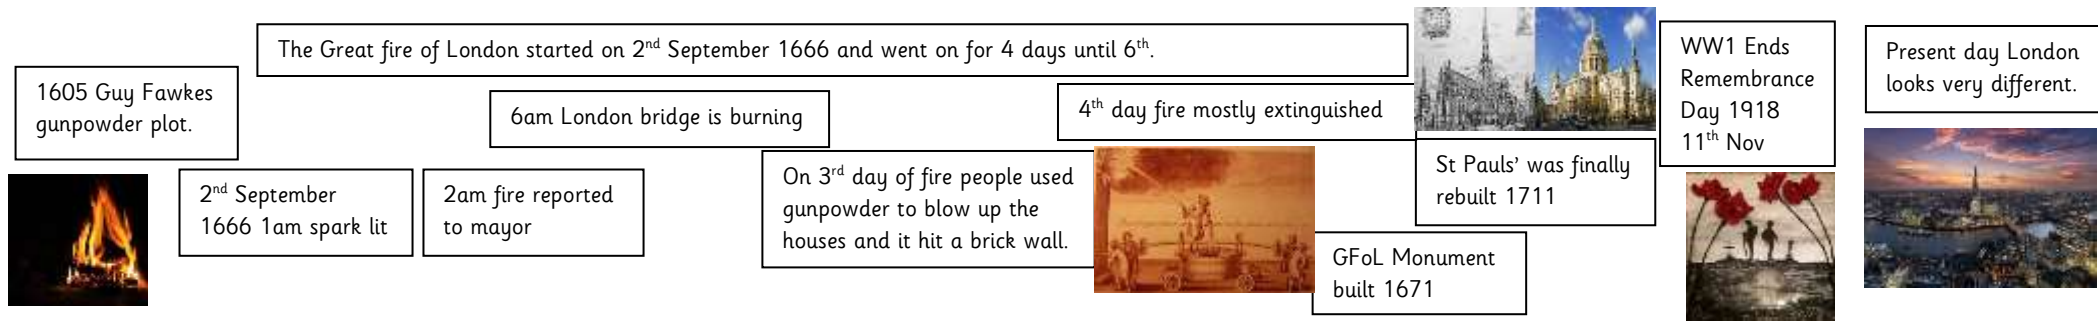 The Great fire of London started on 2nd September 1666 and went on for 4 days until 6th.
1605 Guy Fawkes
gunpowder plot.
2nd September
1666 1am spark lit
2am fire reported
to mayor
6am London bridge is burning
On 3rd day of fire people used
gunpowder to blow up the
houses and it hit a brick wall.
4th day fire mostly extinguished
GFoL Monument
built 1671
St Pauls’ was finally
rebuilt 1711
WW1 Ends
Remembrance
Day 1918
11th Nov
Present day London
looks very different.